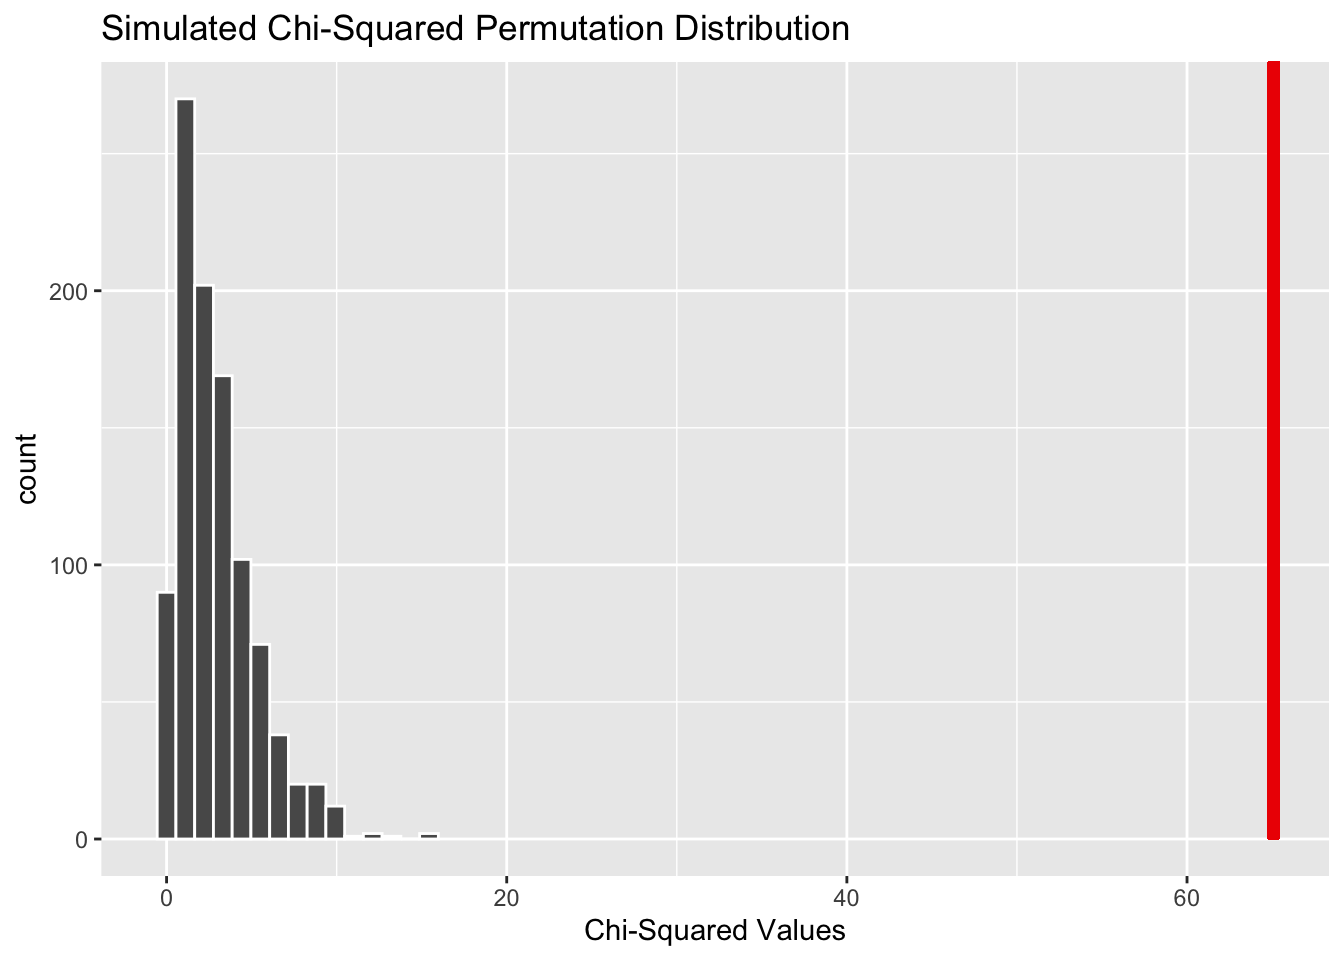 Simulated Chi-Squared Permutation Distribution
count
200
100
0
0 20 40 60
Chi-Squared Values